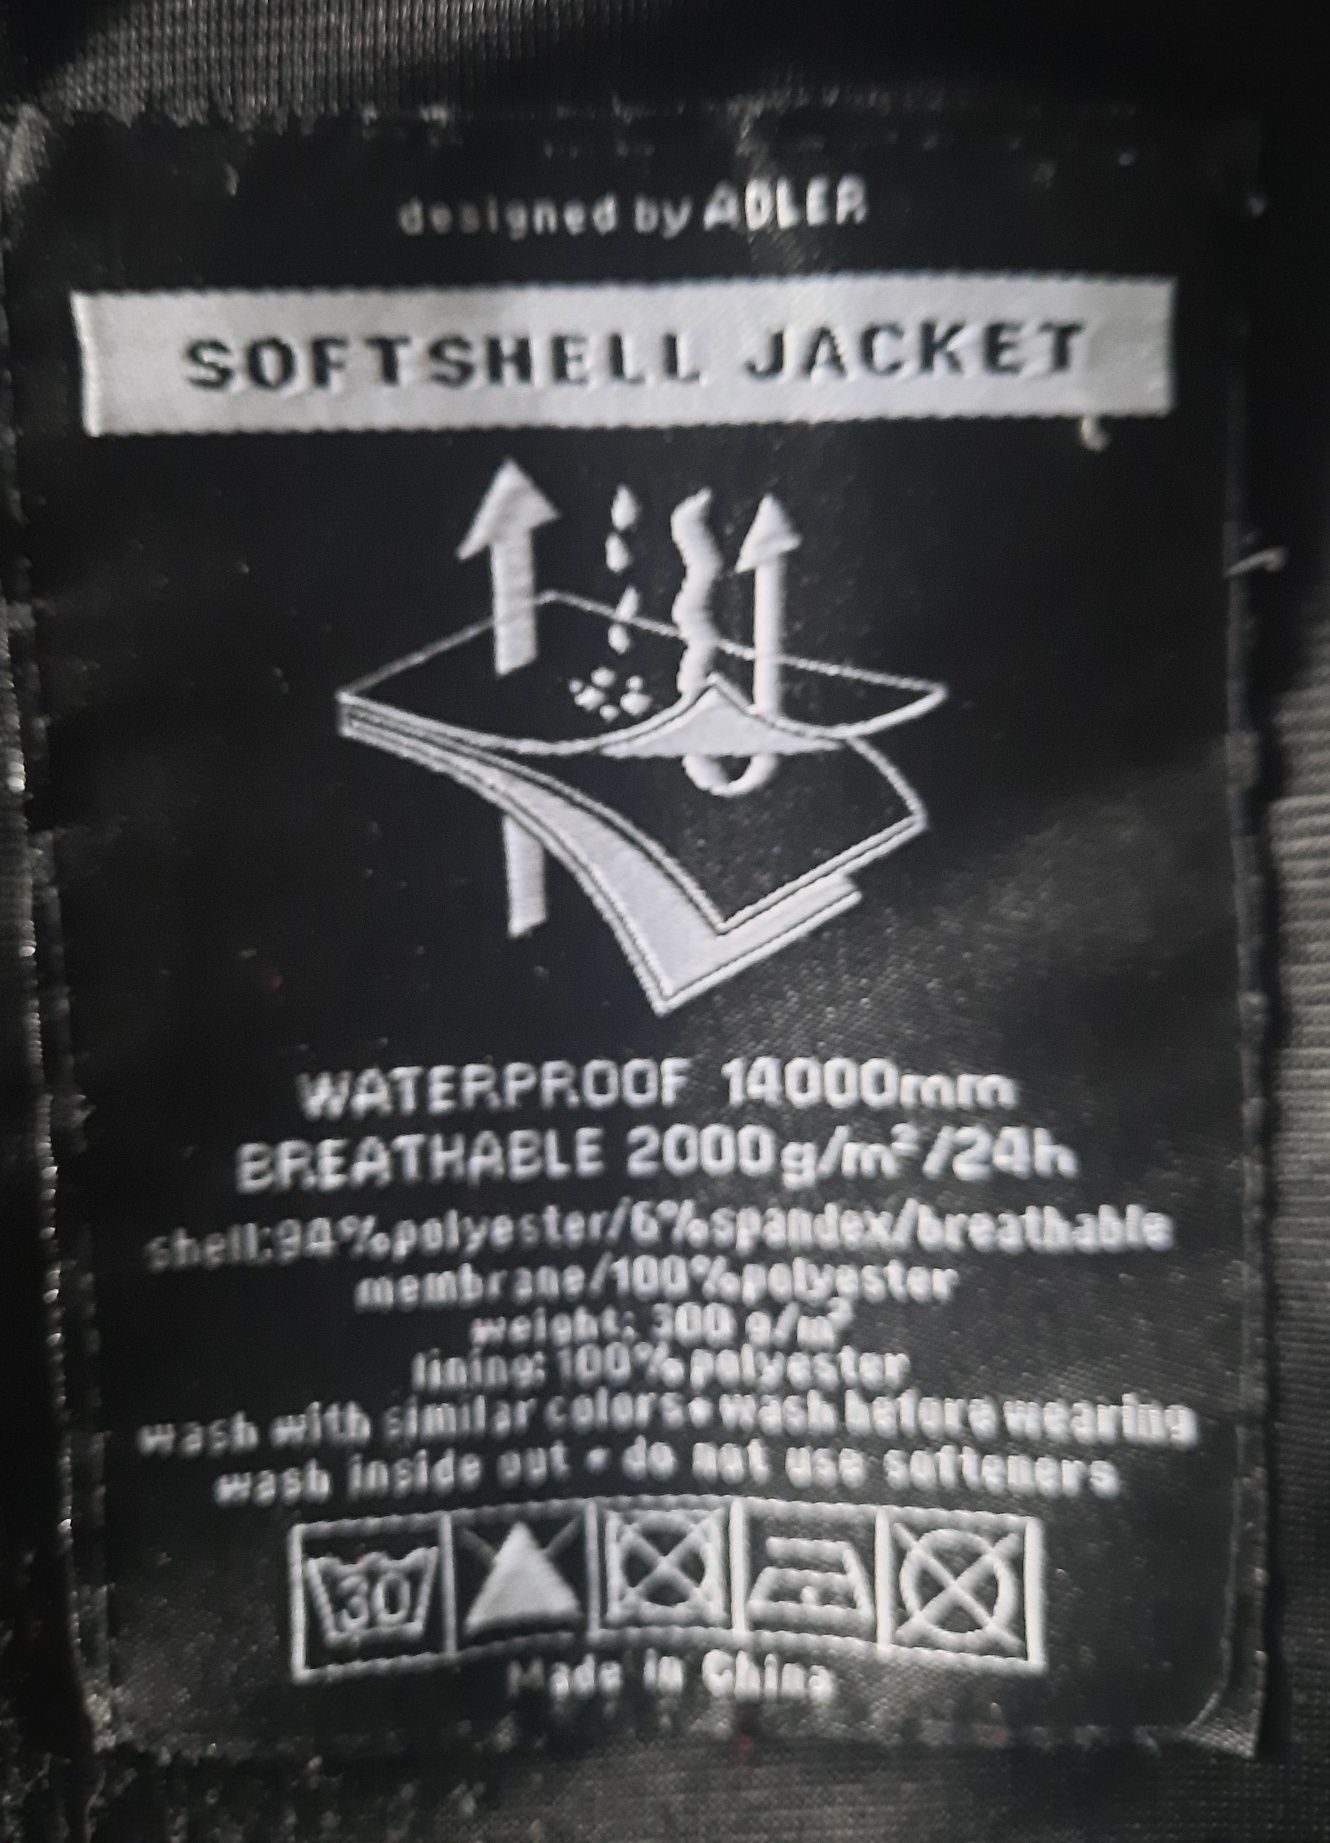 designed by ADLER
SOFTSHELL JACKET
WATERPROOF 14000mm
BREATHABLE 2000g/m²/24h
shell:94%polyester/6%spandex/breathable
membrane/100%polyester
weight: 300 g/m²
lining: 100%polyester
wash with similar colors•wash before wearing
wash inside out • do not use softeners
30
Made in China